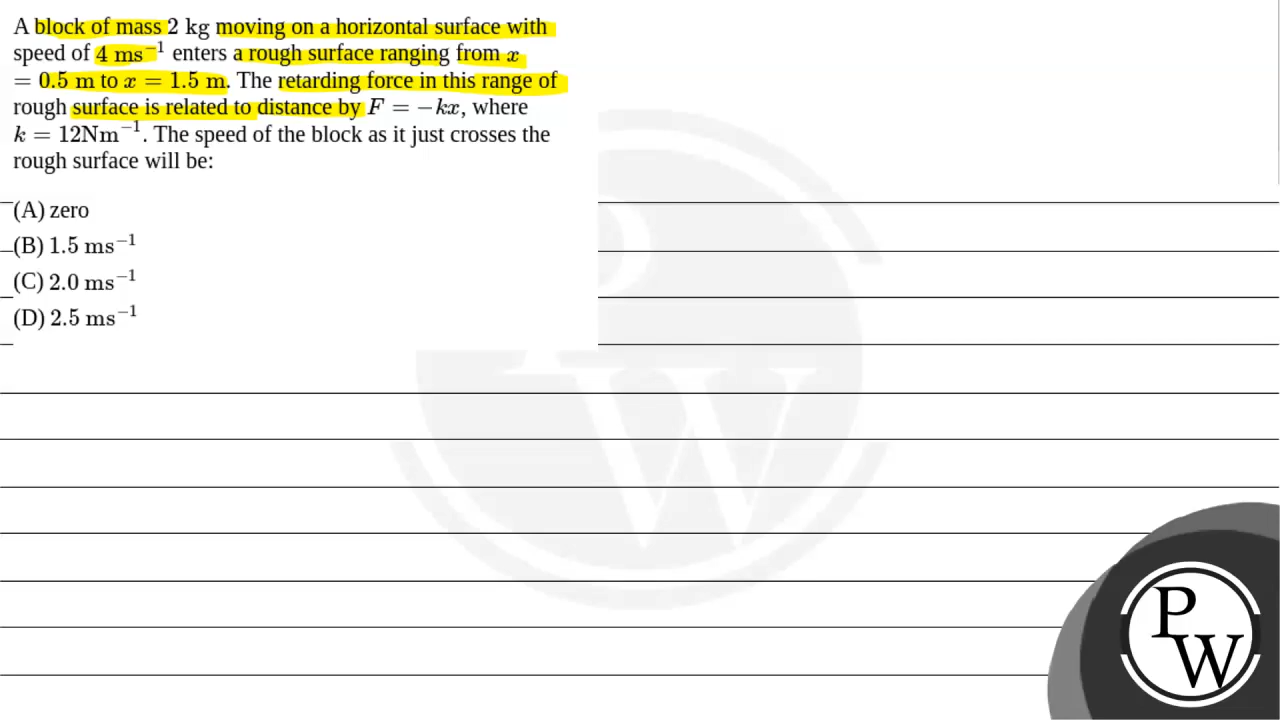 A block of mass 2 kg moving on a horizontal surface with
speed of 4 ms⁻¹ enters a rough surface ranging from x
= 0.5 m to x = 1.5 m. The retarding force in this range of
rough surface is related to distance by F = −kx, where
k = 12Nm⁻¹. The speed of the block as it just crosses the
rough surface will be:
(A) zero
(B) 1.5 ms⁻¹
(C) 2.0 ms⁻¹
(D) 2.5 ms⁻¹
P
W
P
W